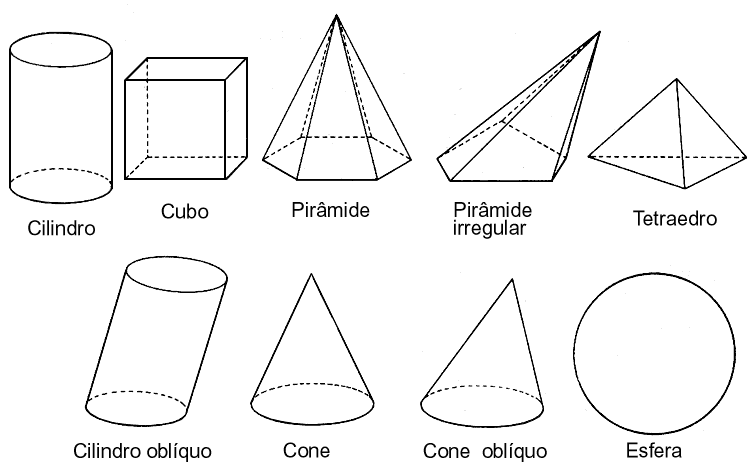 Cilindro
Cubo
Pirâmide
Pirâmide
irregular
Tetraedro
Cilindro oblíquo
Cone
Cone oblíquo
Esfera